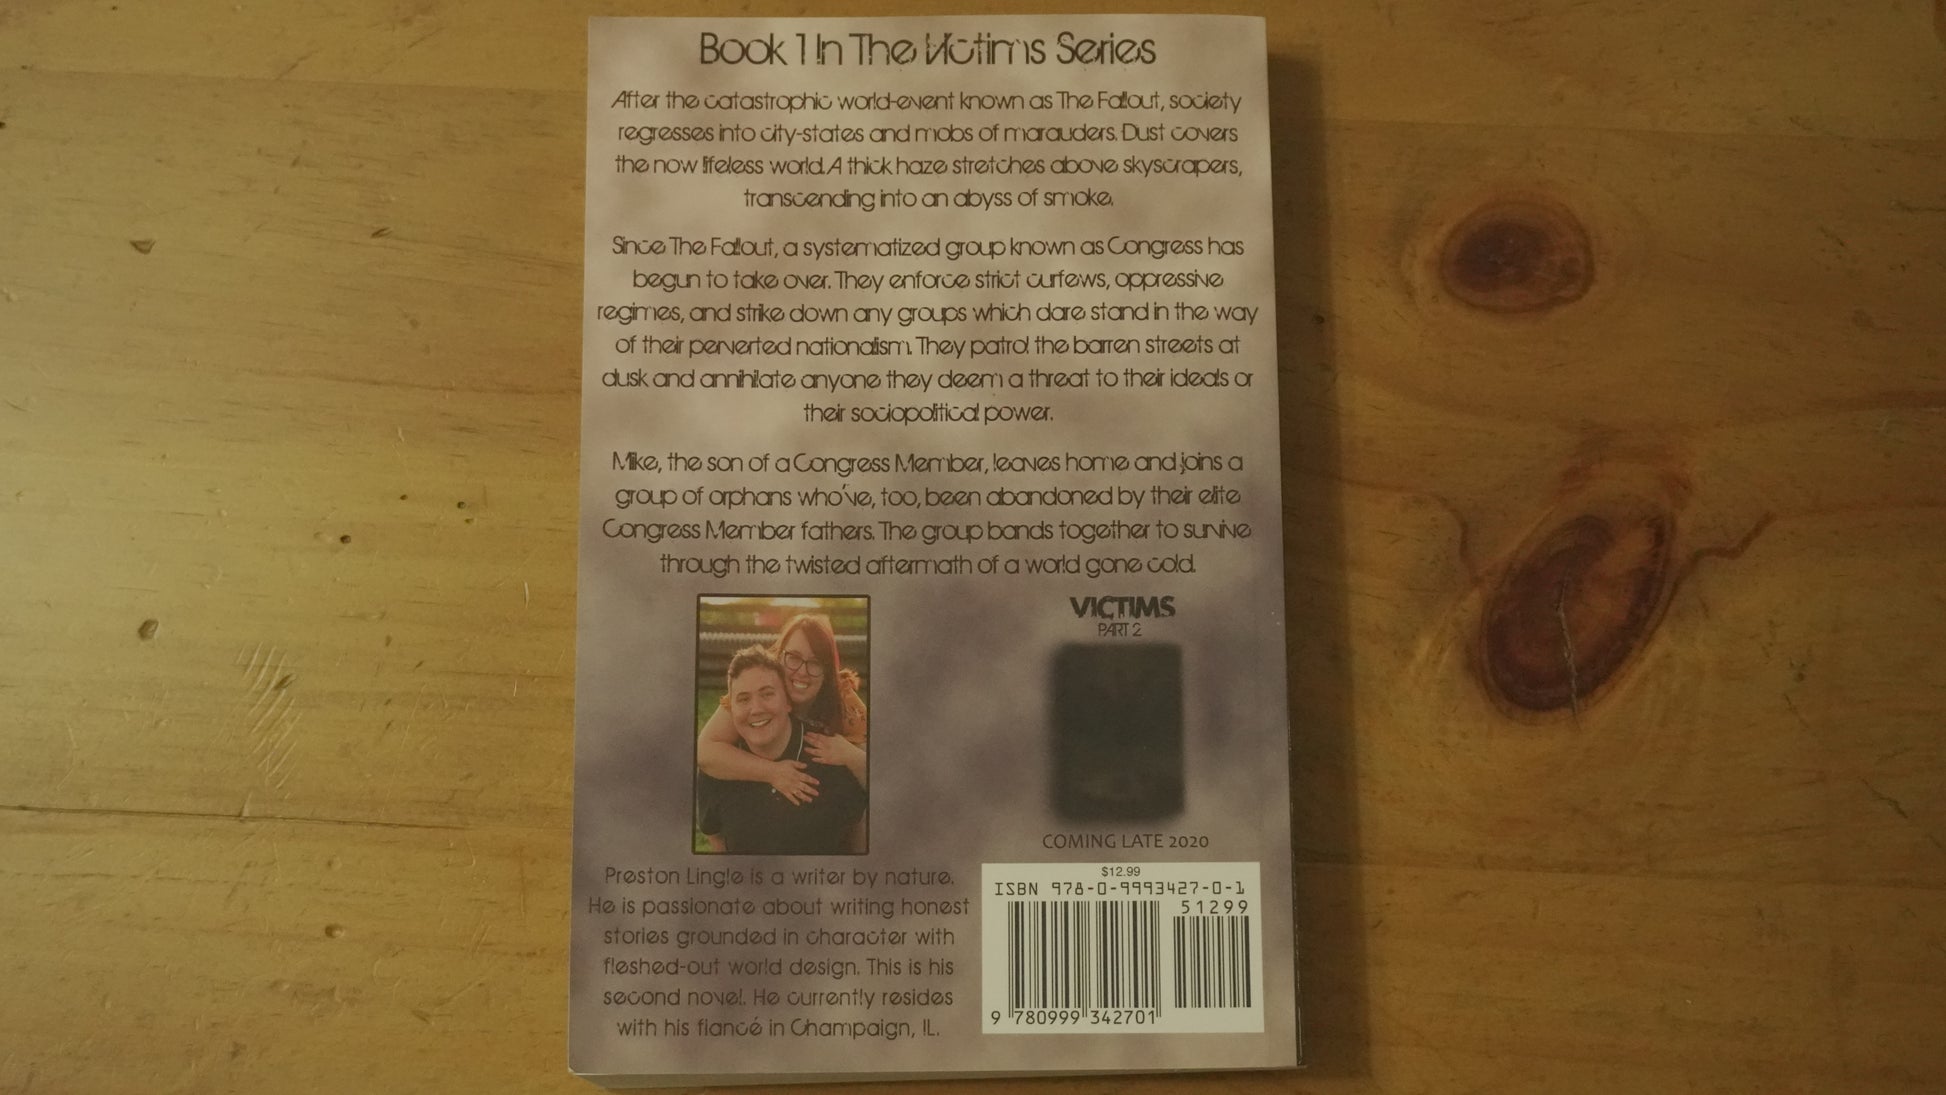 Book 1 In The Victims Series
After the catastrophic world-event known as The Fallout, society
regresses into city-states and mobs of marauders. Dust covers
the now lifeless world. A thick haze stretches above skyscrapers,
transcending into an abyss of smoke.
Since The Fallout, a systematized group known as Congress has
begun to take over. They enforce strict curfews, oppressive
regimes, and strike down any groups which dare stand in the way
of their perverted nationalism. They patrol the barren streets at
dusk and annihilate anyone they deem a threat to their ideals or
their sociopolitical power.
Mike, the son of a Congress Member, leaves home and joins a
group of orphans who've, too, been abandoned by their elite
Congress Member fathers. The group bands together to survive
through the twisted aftermath of a world gone cold.
VICTIMS
PART 2
COMING LATE 2020
Preston Lingle is a writer by nature.
He is passionate about writing honest
stories grounded in character with
fleshed-out world design. This is his
second novel. He currently resides
with his fiancé in Champaign, IL.
$12.99
ISBN 978-0-9993427-0-1
51299
9 780999 342701